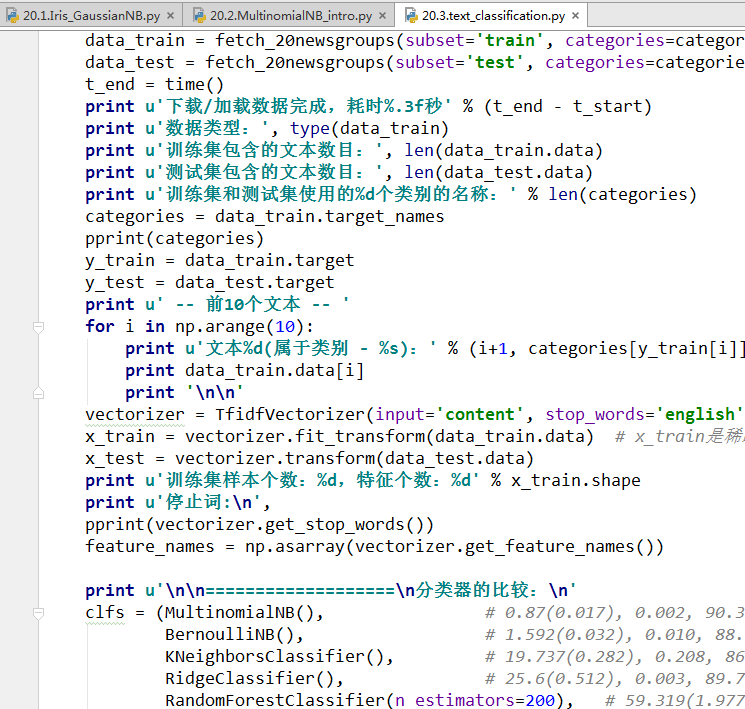 20.1.Iris_GaussianNB.py × 20.2.MultinomialNB_intro.py × 20.3.text_classification.py ×
data_train = fetch_20newsgroups(subset='train', categories=categor
data_test = fetch_20newsgroups(subset='test', categories=categorie
t_end = time()
print u'下载/加载数据完成，耗时%.3f秒' % (t_end - t_start)
print u'数据类型：', type(data_train)
print u'训练集包含的文本数目：', len(data_train.data)
print u'测试集包含的文本数目：', len(data_test.data)
print u'训练集和测试集使用的%d个类别的名称：' % len(categories)
categories = data_train.target_names
pprint(categories)
y_train = data_train.target
y_test = data_test.target
print u' -- 前10个文本 -- '
for i in np.arange(10):
print u'文本%d(属于类别 - %s)：' % (i+1, categories[y_train[i]]
print data_train.data[i]
print '\n\n'
vectorizer = TfidfVectorizer(input='content', stop_words='english'
x_train = vectorizer.fit_transform(data_train.data) # x_train是稀
x_test = vectorizer.transform(data_test.data)
print u'训练集样本个数：%d，特征个数：%d' % x_train.shape
print u'停止词:\n',
pprint(vectorizer.get_stop_words())
feature_names = np.asarray(vectorizer.get_feature_names())
print u'\n\n===================\n分类器的比较：\n'
clfs = (MultinomialNB(), # 0.87(0.017), 0.002, 90.3
BernoulliNB(), # 1.592(0.032), 0.010, 88.
KNeighborsClassifier(), # 19.737(0.282), 0.208, 86
RidgeClassifier(), # 25.6(0.512), 0.003, 89.7
RandomForestClassifier(n_estimators=200), # 59.319(1.977